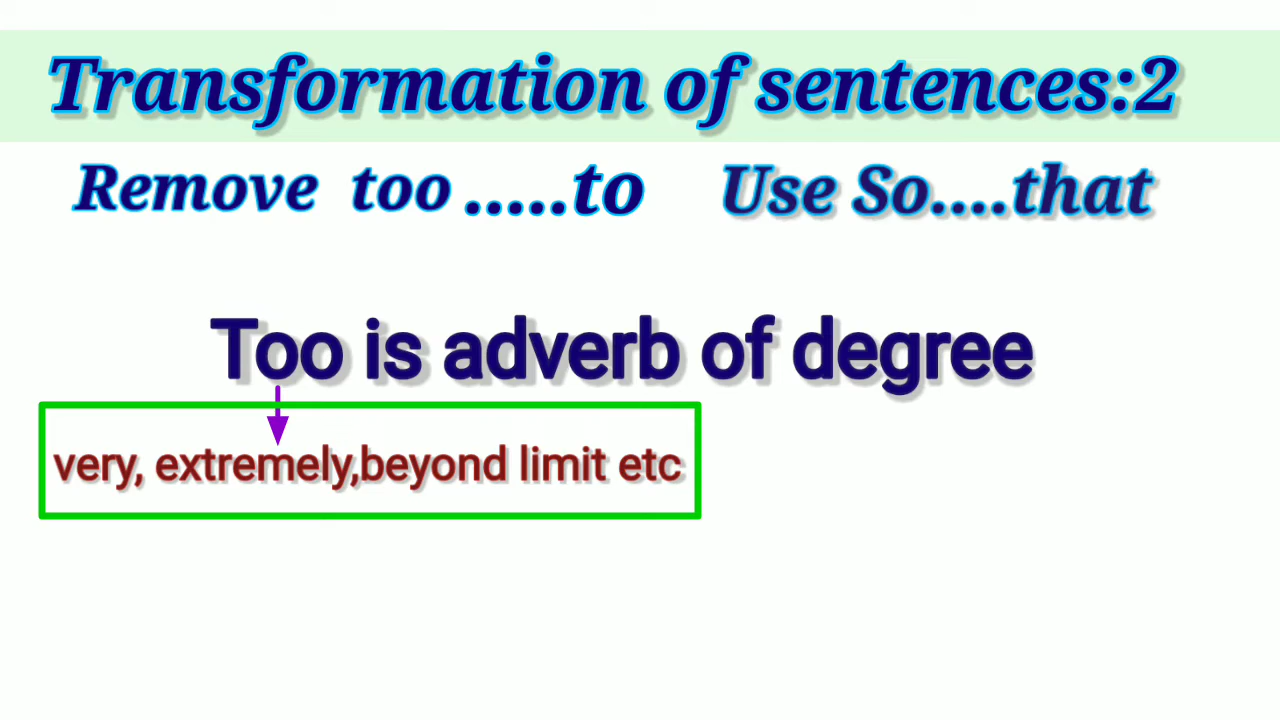 Transformation of sentences:2
Remove too .....to Use So....that
Too is adverb of degree
very, extremely,beyond limit etc